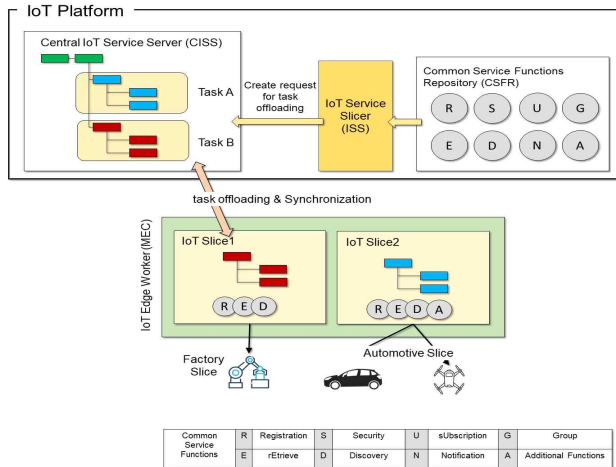 IoT Platform
Central IoT Service Server (CISS)
Task A
Task B
Create request
for task
offloading
IoT Service
Slicer
(ISS)
Common Service Functions
Repository (CSFR)
R S U G
E D N A
task offloading & Synchronization
IoT Edge Worker(MEC)
IoT Slice1
R E D
IoT Slice2
R E D A
Factory
Slice
Automotive Slice
Common
Service
Functions
R Registration S Security U sUbscription G Group
E rEtrieve D Discovery N Notification A Additional Functions